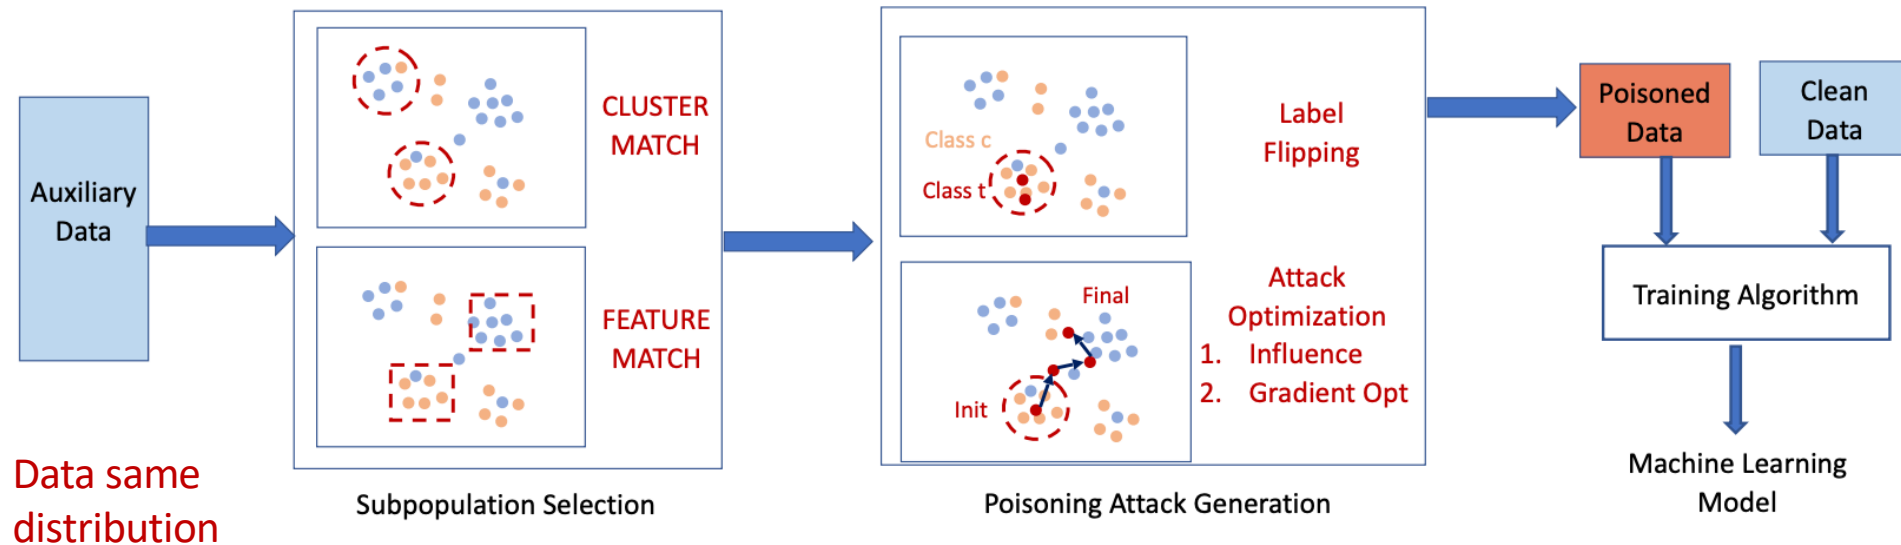 Auxiliary
Data
Data same
distribution
CLUSTER
MATCH
FEATURE
MATCH
Subpopulation Selection
Class c
Class t
Label
Flipping
Init
Final
Attack
Optimization
1. Influence
2. Gradient Opt
Poisoning Attack Generation
Poisoned
Data
Clean
Data
Training Algorithm
Machine Learning
Model